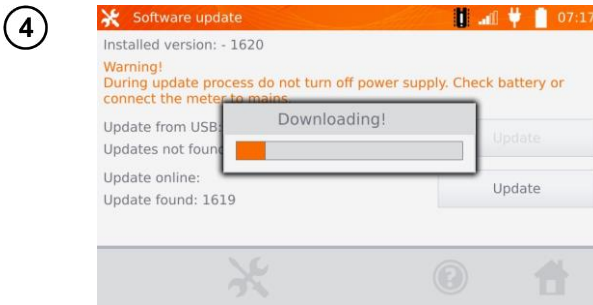 4
Software update
07:17
Installed version: - 1620
Warning!
During update process do not turn off power supply. Check battery or
connect the meter to mains.
Downloading!
Update from USB:
Update
Updates not found
Update online:
Update
Update found: 1619
?